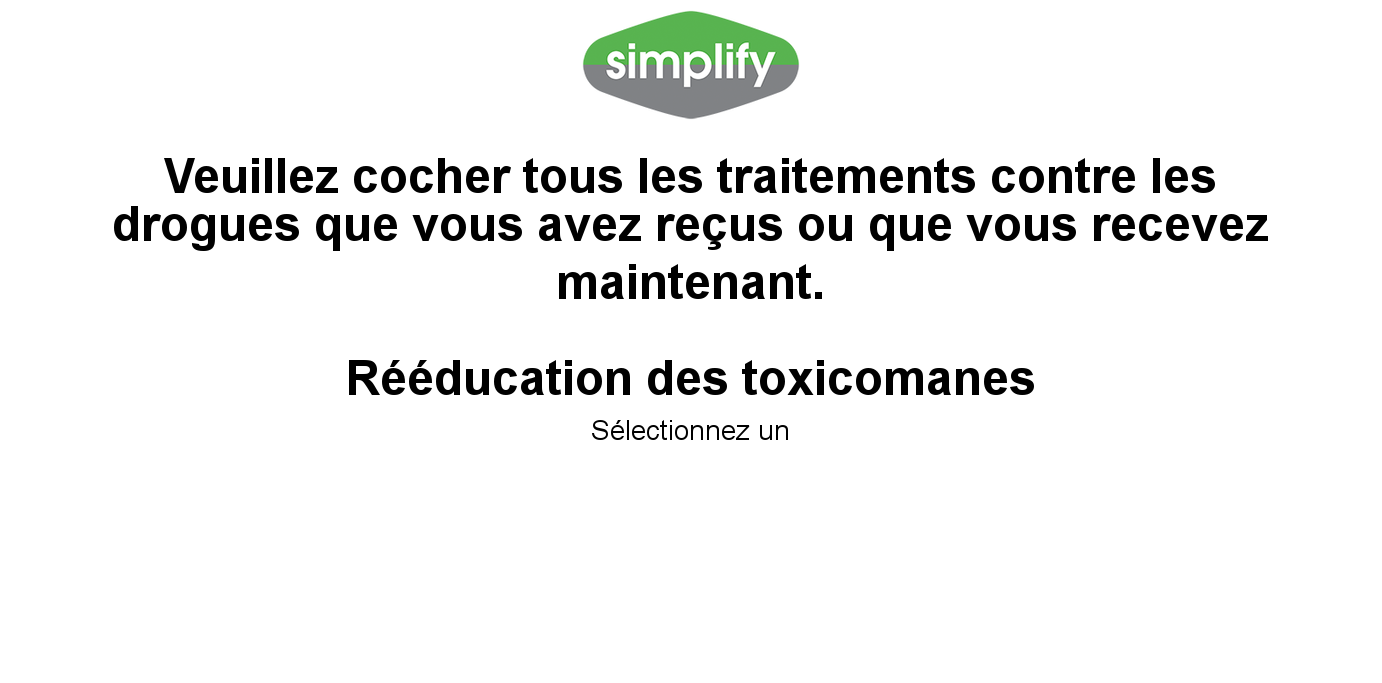 simplify
Veuillez cocher tous les traitements contre les
drogues que vous avez reçus ou que vous recevez
maintenant.
Rééducation des toxicomanes
Sélectionnez un